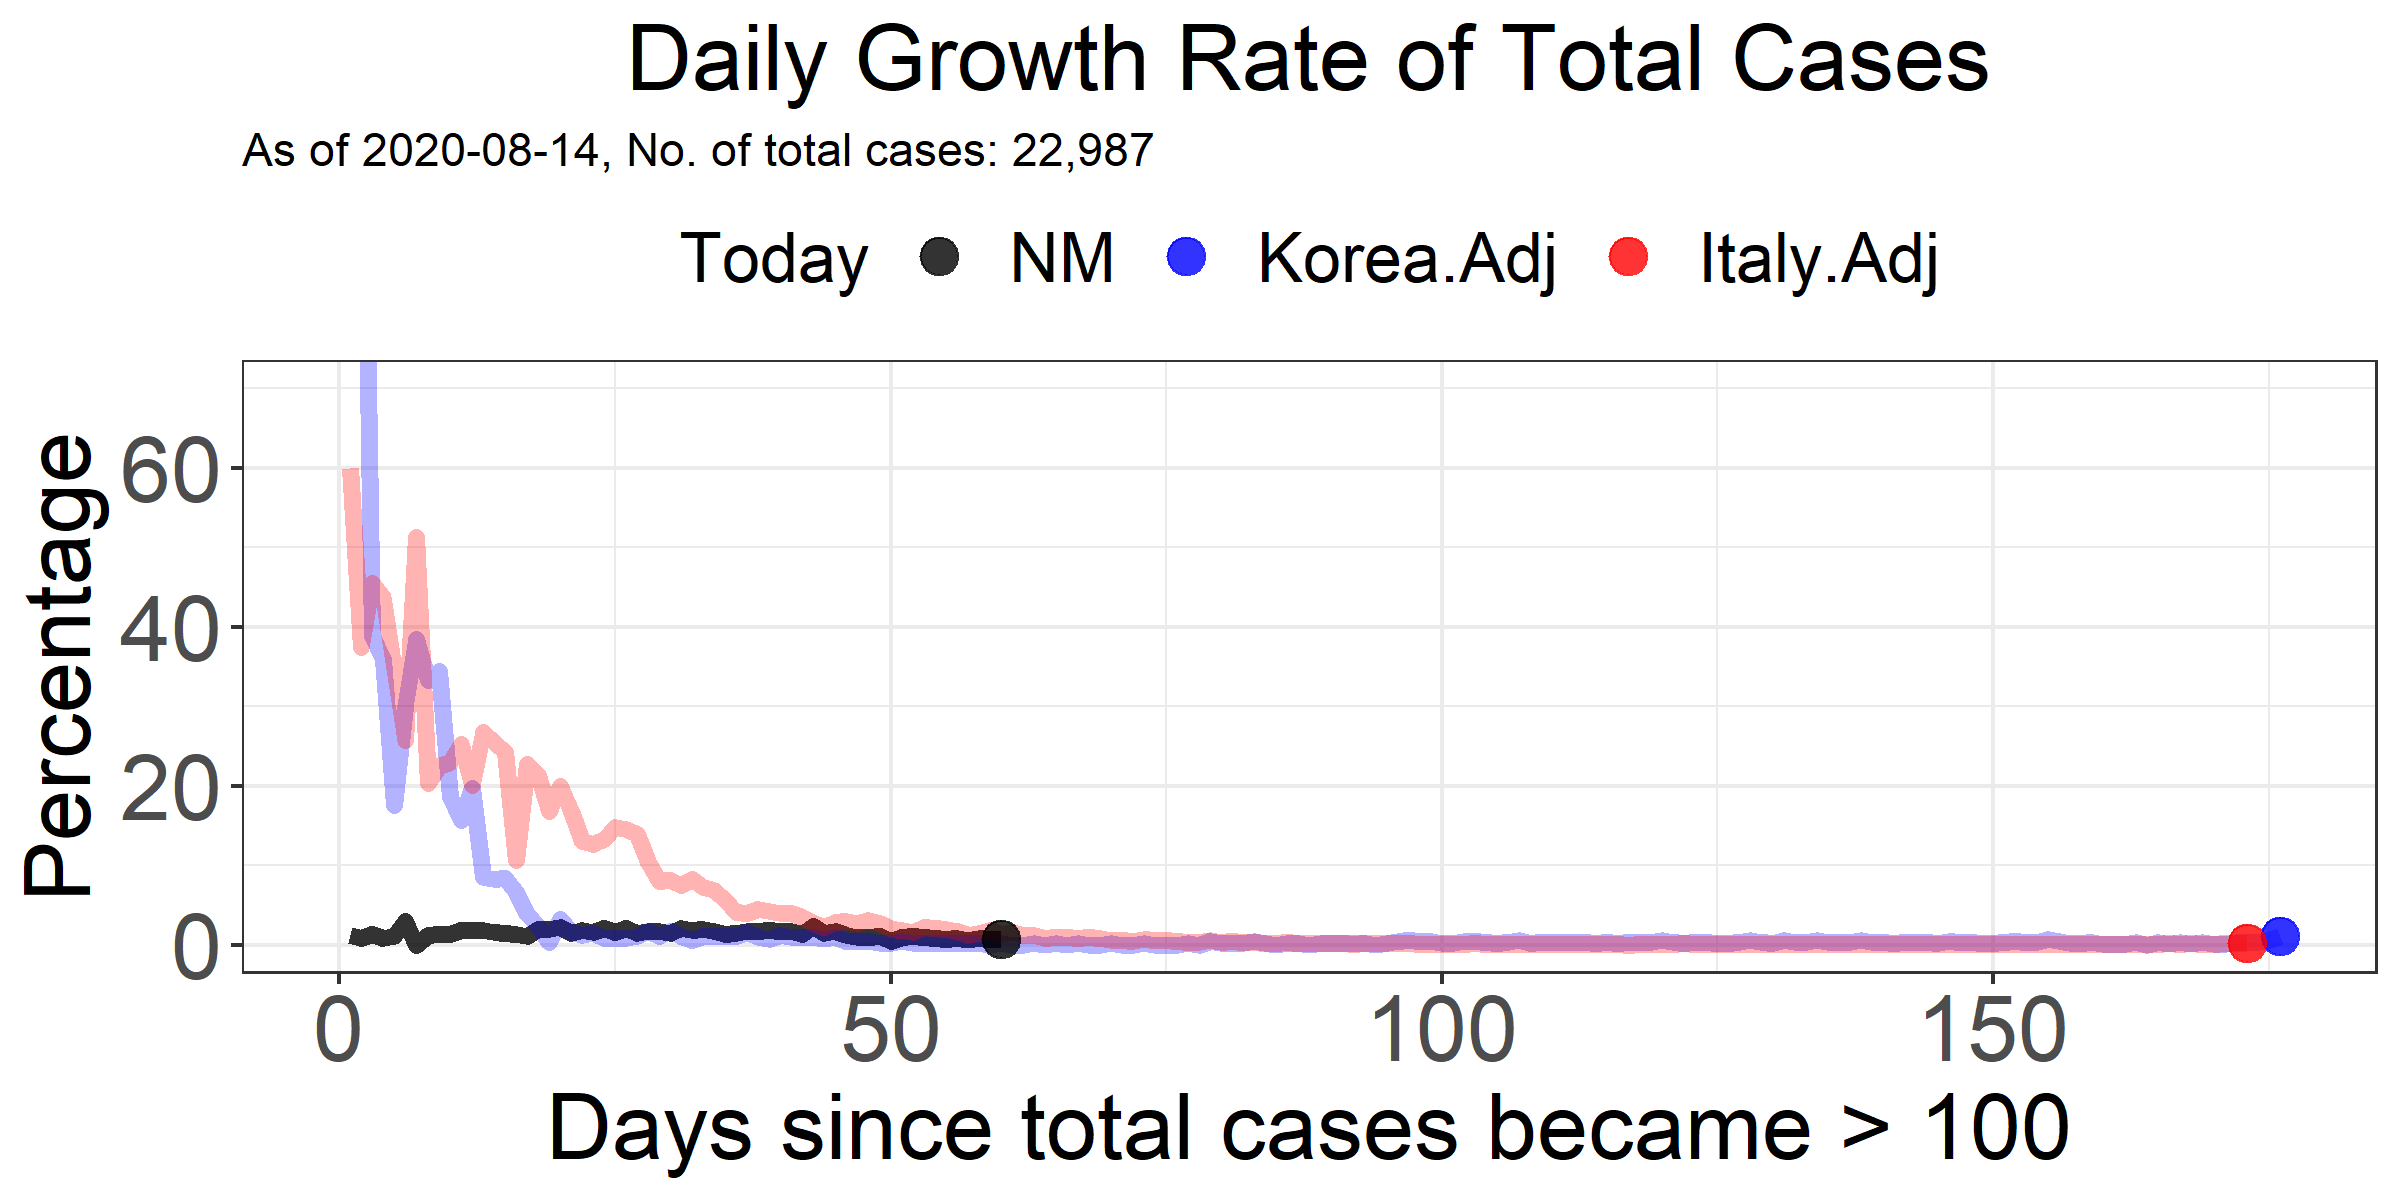 Daily Growth Rate of Total Cases
As of 2020-08-14, No. of total cases: 22,987
Today NM Korea.Adj Italy.Adj
Percentage
60
40
20
0
0 50 100 150
Days since total cases became > 100